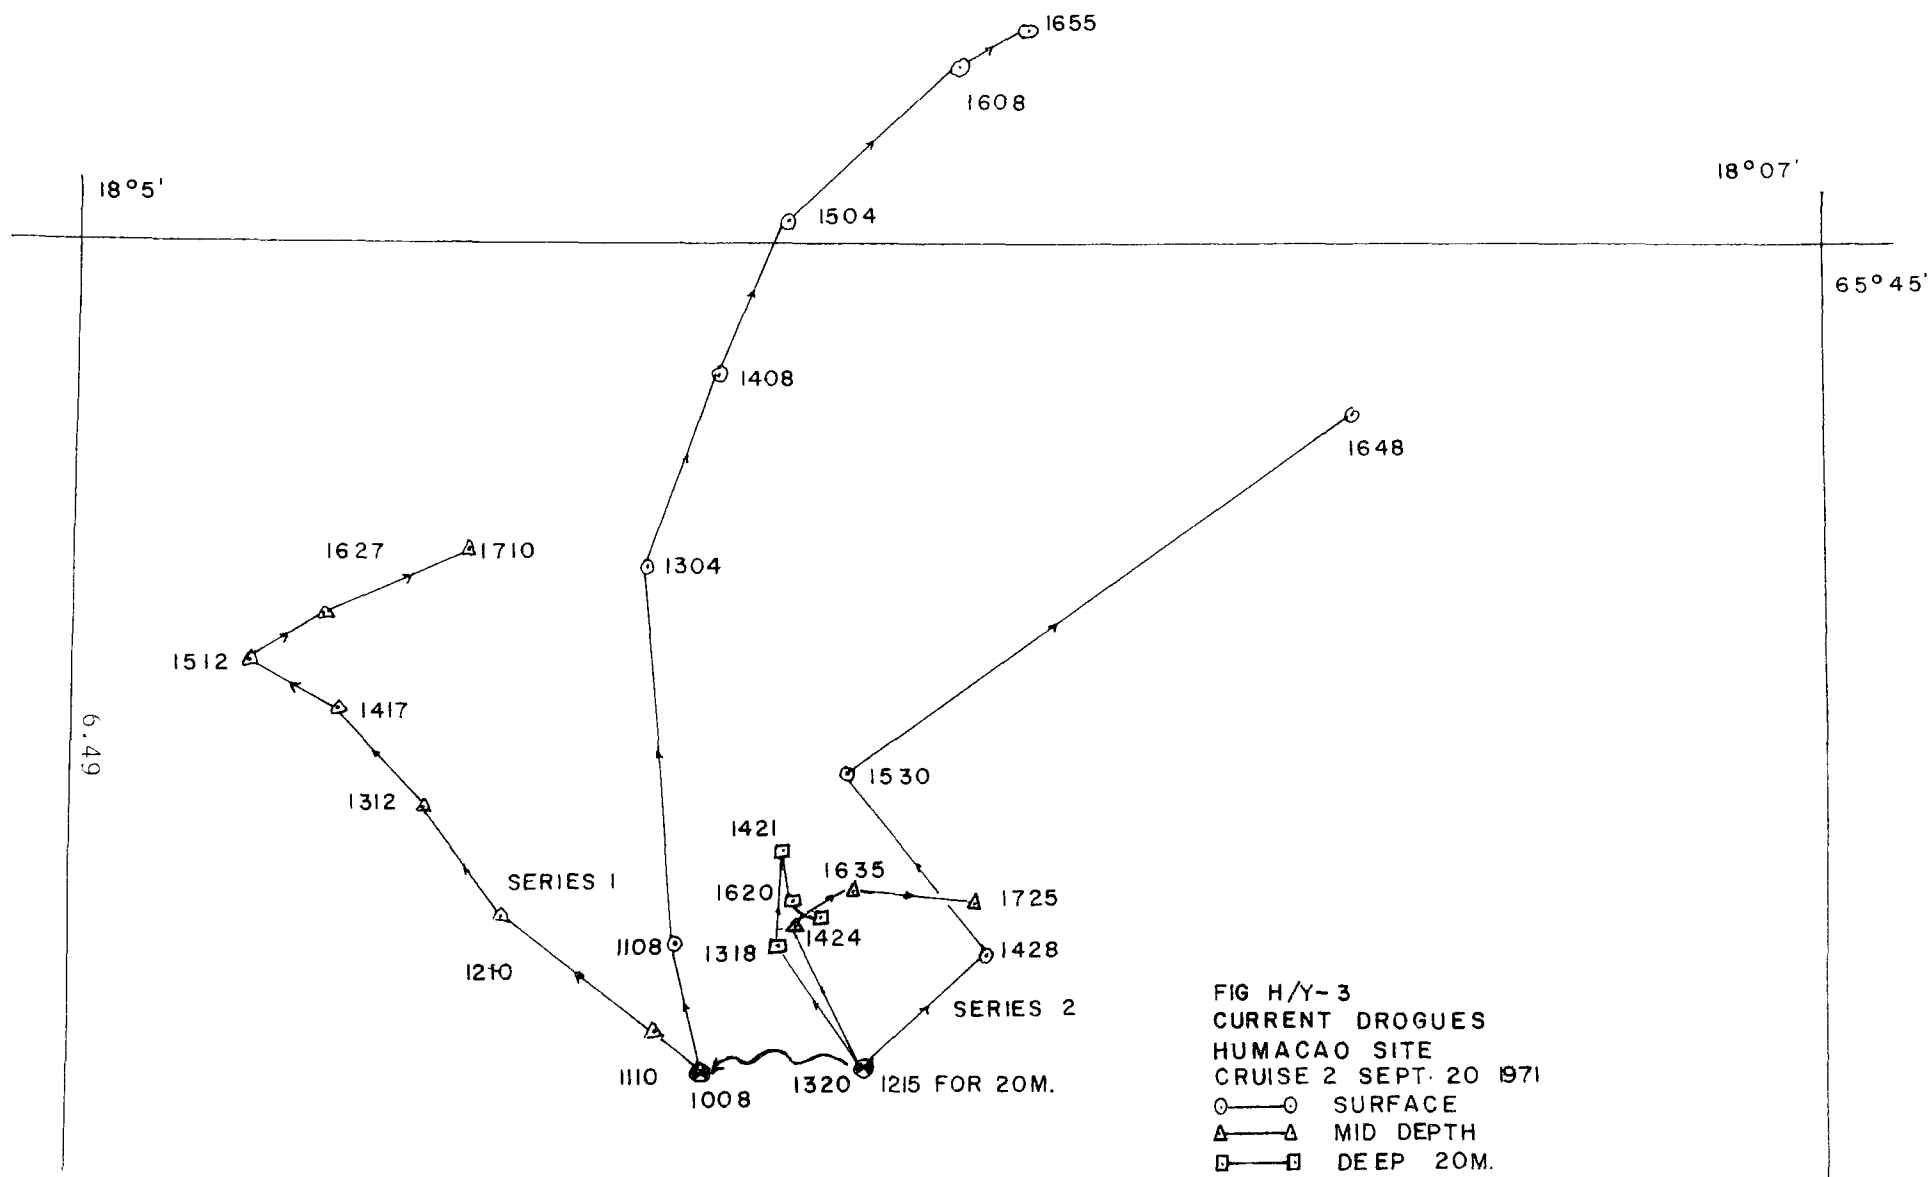 1655
1608
18°07'
18°5'
1504
65°45'
1408
1648
1304
1627
1710
1512
1417
6.49
1530
1312
1421
1635
SERIES 1
1620
1725
1424
1108
1318
1428
1210
SERIES 2
1110
1008
1320
1215 FOR 20M.
FIG H/Y-3
CURRENT DROGUES
HUMACAO SITE
CRUISE 2 SEPT. 20 1971
SURFACE
MID DEPTH
DEEP 20M.